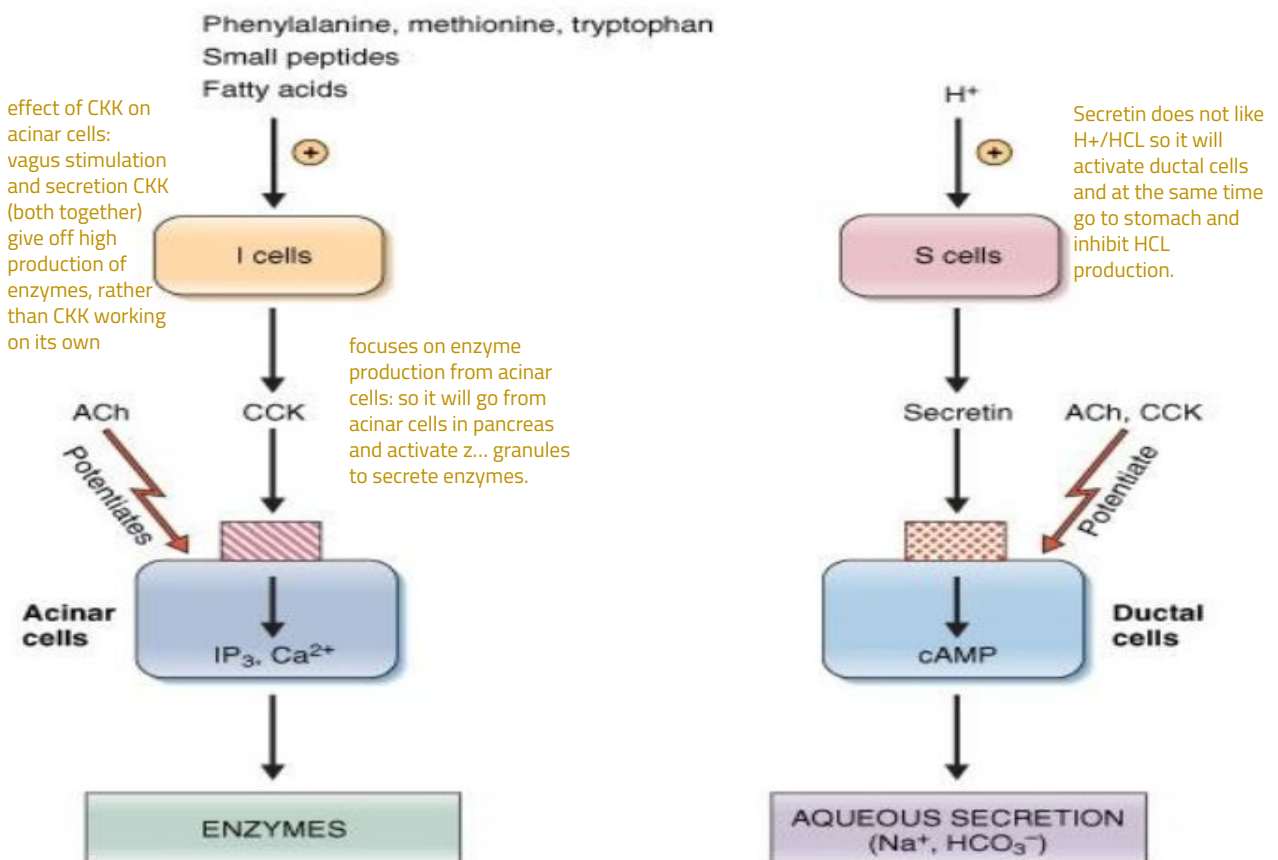 Phenylalanine, methionine, tryptophan
Small peptides
Fatty acids
effect of CKK on
acinar cells:
vagus stimulation
and secretion CKK
(both together)
give off high
production of
enzymes, rather
than CKK working
on its own
+
I cells
focuses on enzyme
production from acinar
cells: so it will go from
acinar cells in pancreas
and activate z... granules
to secrete enzymes.
ACh
CCK
Potentiates
Acinar
cells
IP₃, Ca²⁺
ENZYMES
H⁺
+
Secretin does not like
H+/HCL so it will
activate ductal cells
and at the same time
go to stomach and
inhibit HCL
production.
S cells
Secretin
ACh, CCK
Potentiate
Ductal
cells
cAMP
AQUEOUS SECRETION
(Na⁺, HCO₃⁻)